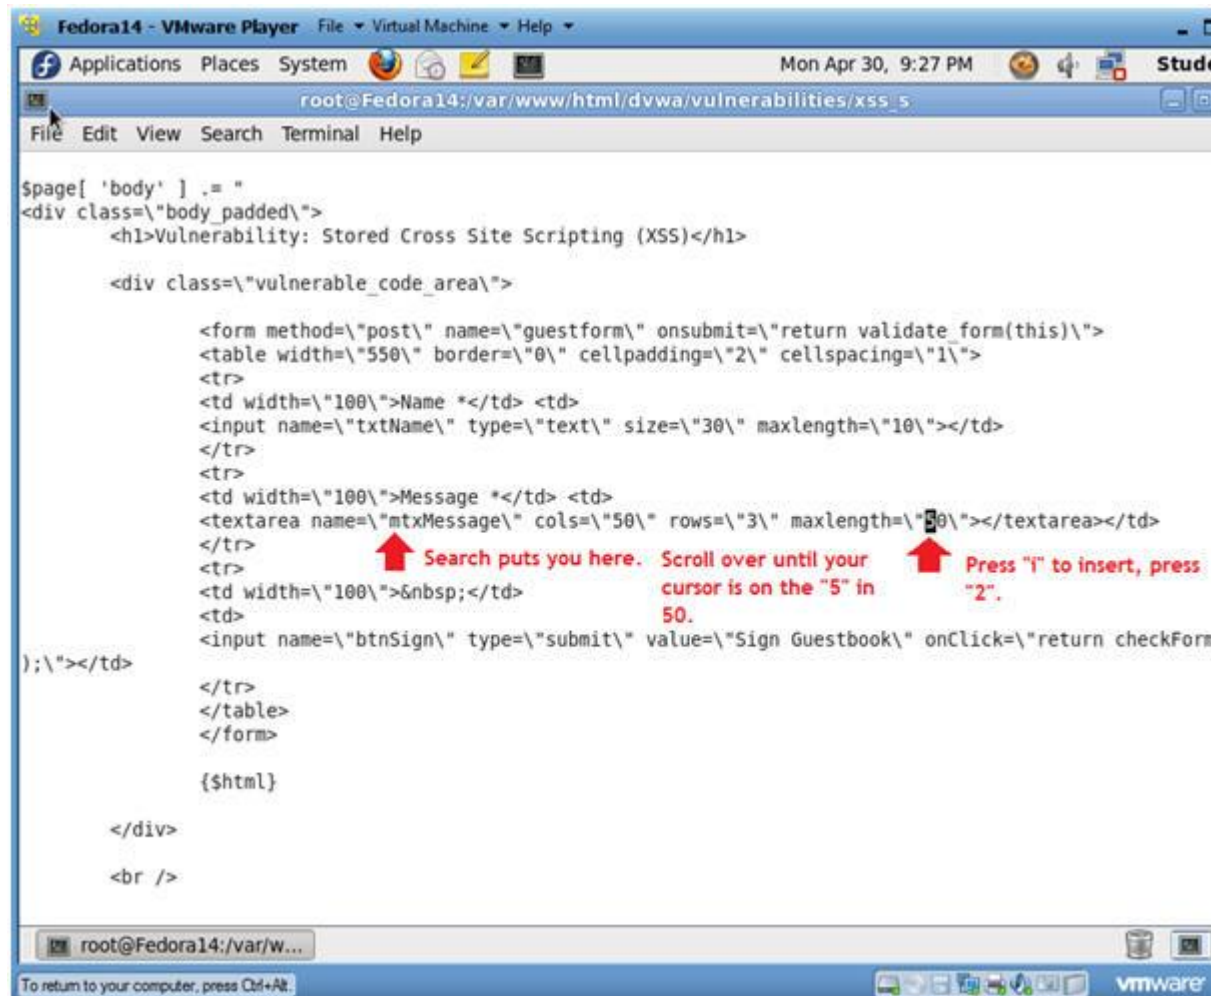 Fedora14 - VMware Player File Virtual Machine Help
Applications Places System Mon Apr 30, 9:27 PM Stude
root@Fedora14:/var/www/html/dvwa/vulnerabilities/xss_s
File Edit View Search Terminal Help
$page[ 'body' ] .= "
<div class=\"body_padded\">
<h1>Vulnerability: Stored Cross Site Scripting (XSS)</h1>
<div class=\"vulnerable_code_area\">
<form method=\"post\" name=\"guestform\" onsubmit=\"return validate_form(this)\">
<table width=\"550\" border=\"0\" cellpadding=\"2\" cellspacing=\"1\">
<tr>
<td width=\"100\">Name *</td> <td>
<input name=\"txtName\" type=\"text\" size=\"30\" maxlength=\"10\"></td>
</tr>
<tr>
<td width=\"100\">Message *</td> <td>
<textarea name=\"mtxMessage\" cols=\"50\" rows=\"3\" maxlength=\"50\"></textarea></td>
</tr>
Search puts you here.
Scroll over until your
cursor is on the "5" in
50.
Press "i" to insert, press
"2".
<tr>
<td width=\"100\">&nbsp;</td>
<td>
<input name=\"btnSign\" type=\"submit\" value=\"Sign Guestbook\" onClick=\"return checkForm
);\"></td>
</tr>
</table>
</form>
{$html}
</div>
<br />
root@Fedora14:/var/w...
To return to your computer, press Ctrl+Alt.
vmware